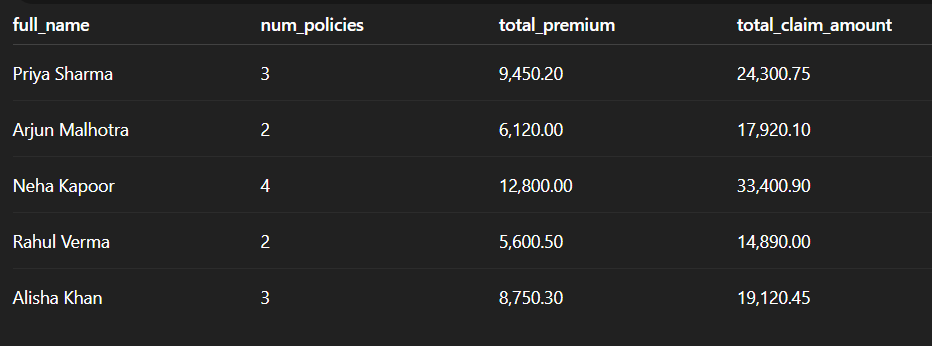 full_name num_policies total_premium total_claim_amount
Priya Sharma 3 9,450.20 24,300.75
Arjun Malhotra 2 6,120.00 17,920.10
Neha Kapoor 4 12,800.00 33,400.90
Rahul Verma 2 5,600.50 14,890.00
Alisha Khan 3 8,750.30 19,120.45